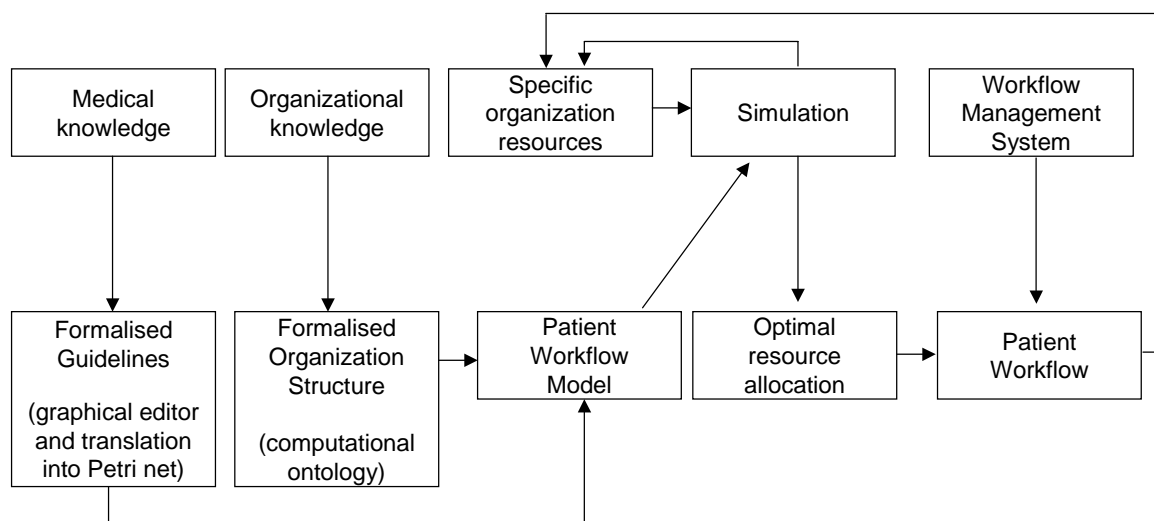 Medical
knowledge
Organizational
knowledge
Specific
organization
resources
Simulation
Workflow
Management
System
Formalised
Guidelines
(graphical editor
and translation
into Petri net)
Formalised
Organization
Structure
(computational
ontology)
Patient
Workflow
Model
Optimal
resource
allocation
Patient
Workflow